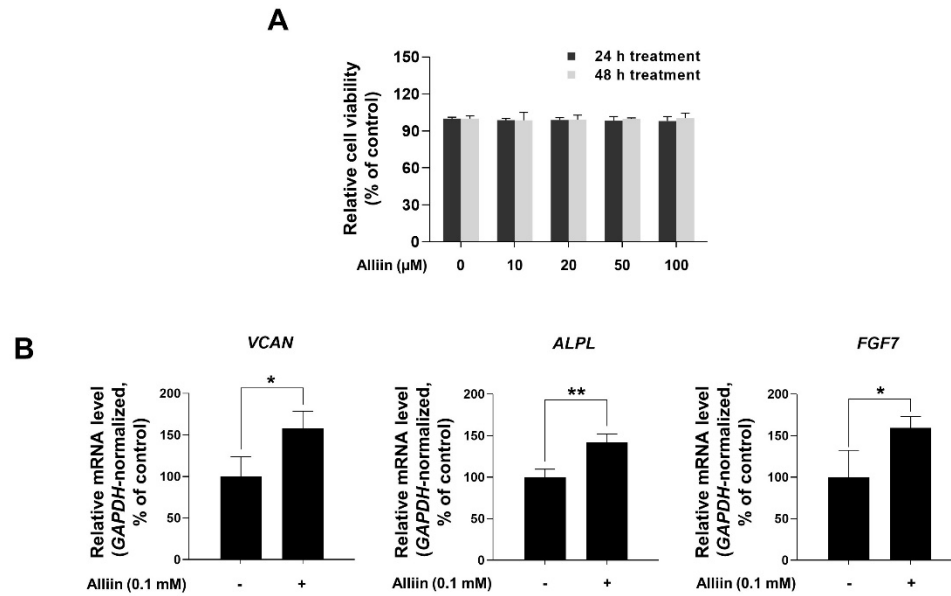 A
Relative cell viability
(% of control)
150
120
90
60
30
0
24 h treatment
48 h treatment
Alliin (µM) 0 10 20 50 100
B
VCAN
Relative mRNA level
(GAPDH-normalized,
% of control)
200
150
100
50
0
*
Alliin (0.1 mM) - +
ALPL
Relative mRNA level
(GAPDH-normalized,
% of control)
200
150
100
50
0
**
Alliin (0.1 mM) - +
FGF7
Relative mRNA level
(GAPDH-normalized,
% of control)
200
150
100
50
0
*
Alliin (0.1 mM) - +